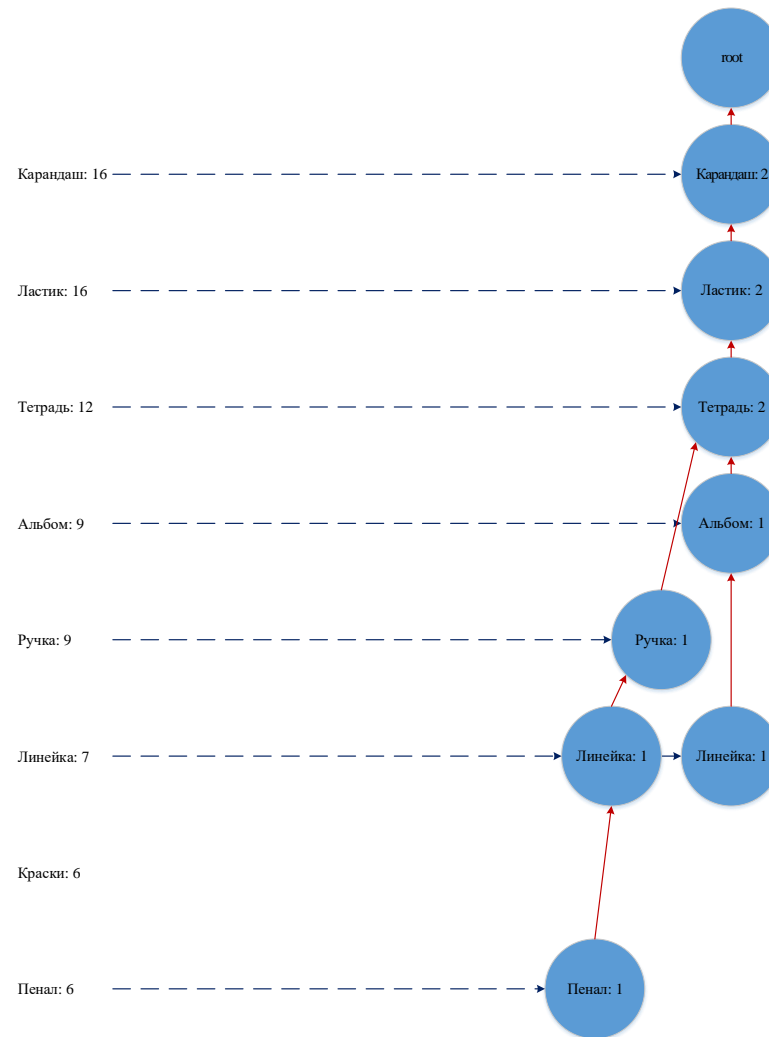 root
Карандаш: 16
Карандаш: 2
Ластик: 16
Ластик: 2
Тетрадь: 12
Тетрадь: 2
Альбом: 9
Альбом: 1
Ручка: 9
Ручка: 1
Линейка: 7
Линейка: 1
Линейка: 1
Краски: 6
Пенал: 6
Пенал: 1